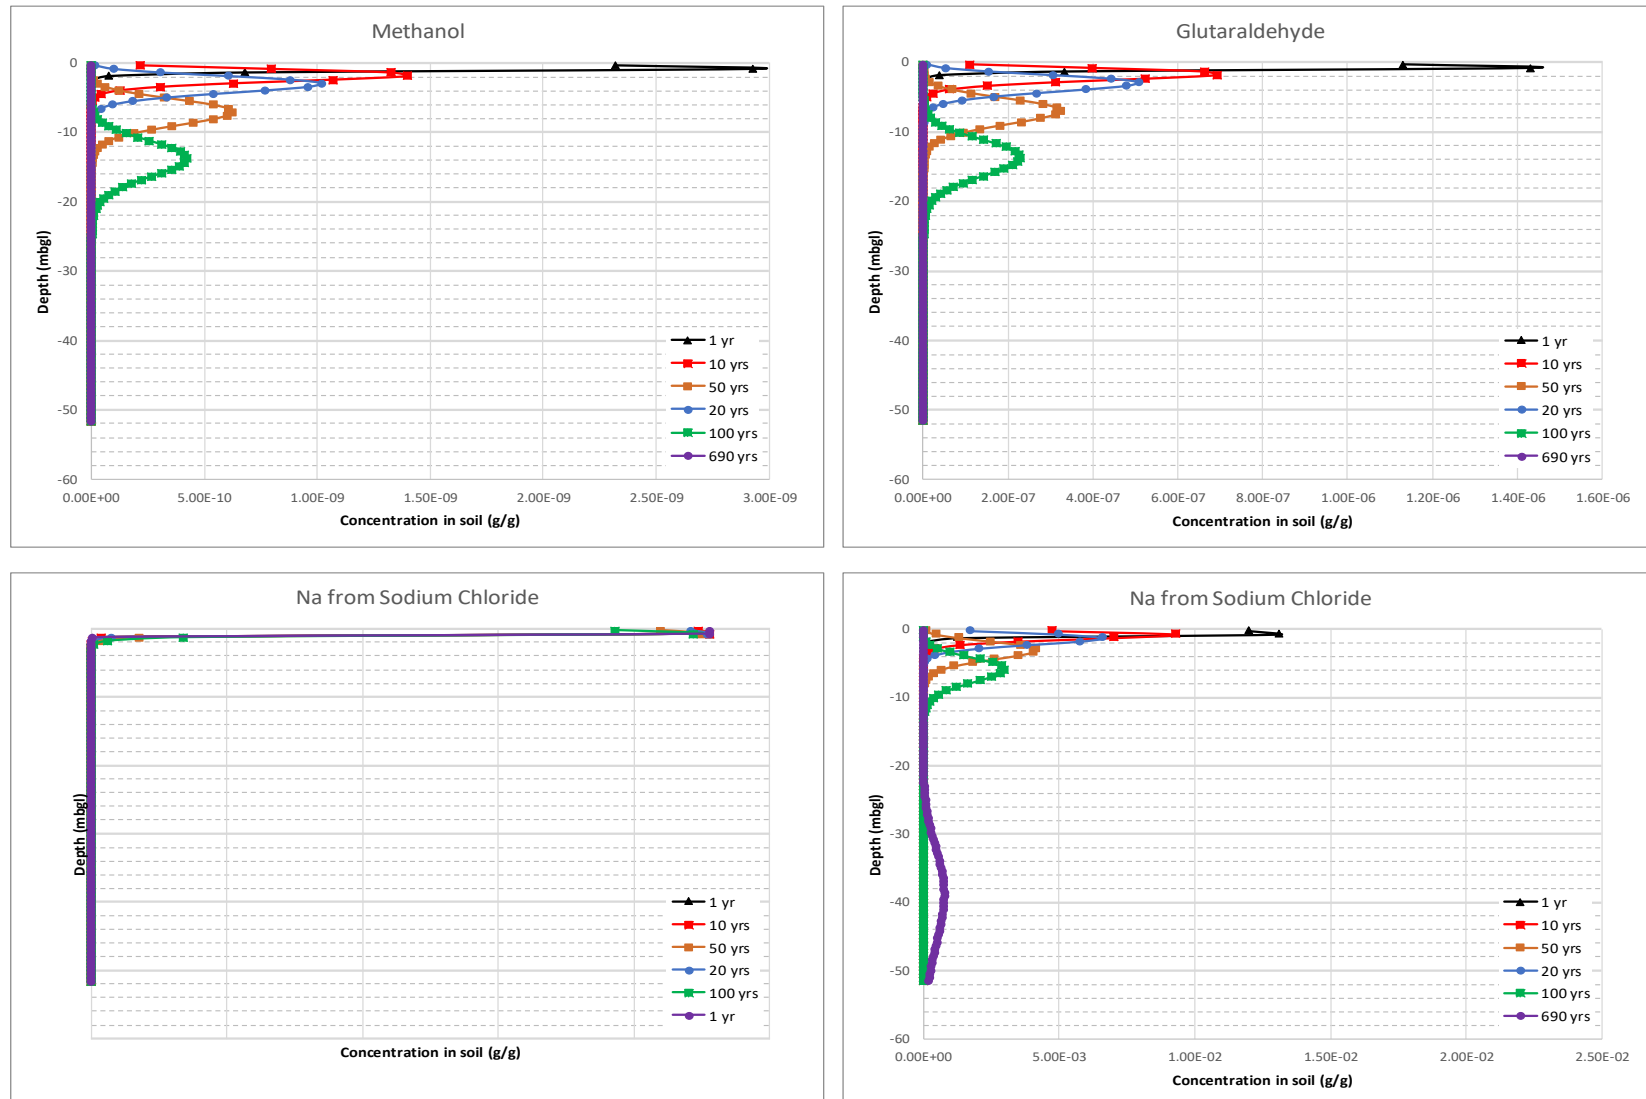 Methanol
0
-10
-20
-30
-40
-50
-60
Depth (mbgl)
1 yr
10 yrs
50 yrs
20 yrs
100 yrs
690 yrs
0.00E+00 5.00E-10 1.00E-09 1.50E-09 2.00E-09 2.50E-09 3.00E-09
Concentration in soil (g/g)
Glutaraldehyde
0
-10
-20
-30
-40
-50
-60
Depth (mbgl)
1 yr
10 yrs
50 yrs
20 yrs
100 yrs
690 yrs
0.00E+00 2.00E-07 4.00E-07 6.00E-07 8.00E-07 1.00E-06 1.20E-06 1.40E-06 1.60E-06
Concentration in soil (g/g)
Na from Sodium Chloride
Depth (mbgl)
1 yr
10 yrs
50 yrs
20 yrs
100 yrs
1 yr
Concentration in soil (g/g)
Na from Sodium Chloride
0
-10
-20
-30
-40
-50
-60
Depth (mbgl)
1 yr
10 yrs
50 yrs
20 yrs
100 yrs
690 yrs
0.00E+00 5.00E-03 1.00E-02 1.50E-02 2.00E-02 2.50E-02
Concentration in soil (g/g)